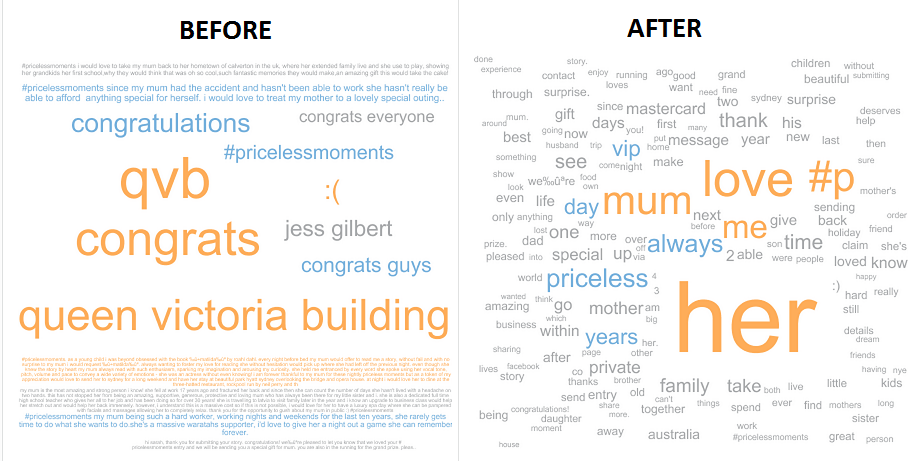 BEFORE
#pricelessmoments i would love to take my mum back to her hometown of calverton in the uk, where her extended family live and she use to play, showing
her grandkids her first school.why they would think that was oh so cool.such fantastic memories they would make,an amazing gift this would take the cake!
#pricelessmoments since my mum had the accident and hasn't been able to work she hasn't really be
able to afford anything special for herself. i would love to treat my mother to a lovely special outing..
congratulations
congrats everyone
#pricelessmoments
qvb
:(
jess gilbert
congrats
congrats guys
queen victoria building
#pricelessmoments my mum being such a hard worker, working nights and weekends for the last ten years, she rarely gets
time to do what she wants to do.she's a massive waratahs supporter, i'd love to give her a night out a game she can remember
forever.
AFTER
done
experience
story.
contact
enjoy
running
loves
ago
good
want
grand
children
without
beautiful
submitting
through
surprise.
need
fine
two
sydney
surprise
gift
since
mastercard
deserves
help
around
mum.
days
you!
first
many
thank
his
best
going
now
put
message
year
new
last
then
husband
trip
vip
home
something
see
come
night
make
sure
show
look
we‰ûªre
food
own
love
#p
mother's
even
life
day
mum
sending
only
anything
way
next
before
me
give
back
order
holiday
friend
prize.
dad
lost
one
more
over
always
son
time
claim
she's
pleased
into
special
up
off
via
2
able
were
people
loved
know
world
priceless
4
3
:)
hard
really
wanted
think
amazing
go
mother
am
big
her
still
business
which
within
years
her.
details
dream
sharing
after
page
other
friends
lives
facebook
story
co
private
having
thanks
brother
family
take
both
live
little
kids
send
entry
old
can't
together
things
spend
ever
find
mothers
long
being
congratulations!
daughter
moment
share
more.
sister
away
australia
work
#pricelessmoments
great
person
house